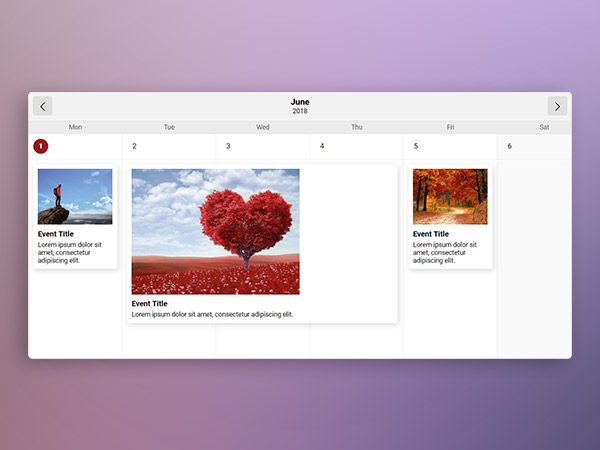 June
2018
Mon Tue Wed Thu Fri Sat
1 2 3 4 5 6
Event Title
Lorem ipsum dolor sit
amet, consectetur
adipiscing elit.
Event Title
Lorem ipsum dolor sit amet, consectetur adipiscing elit.
Event Title
Lorem ipsum dolor sit
amet, consectetur
adipiscing elit.